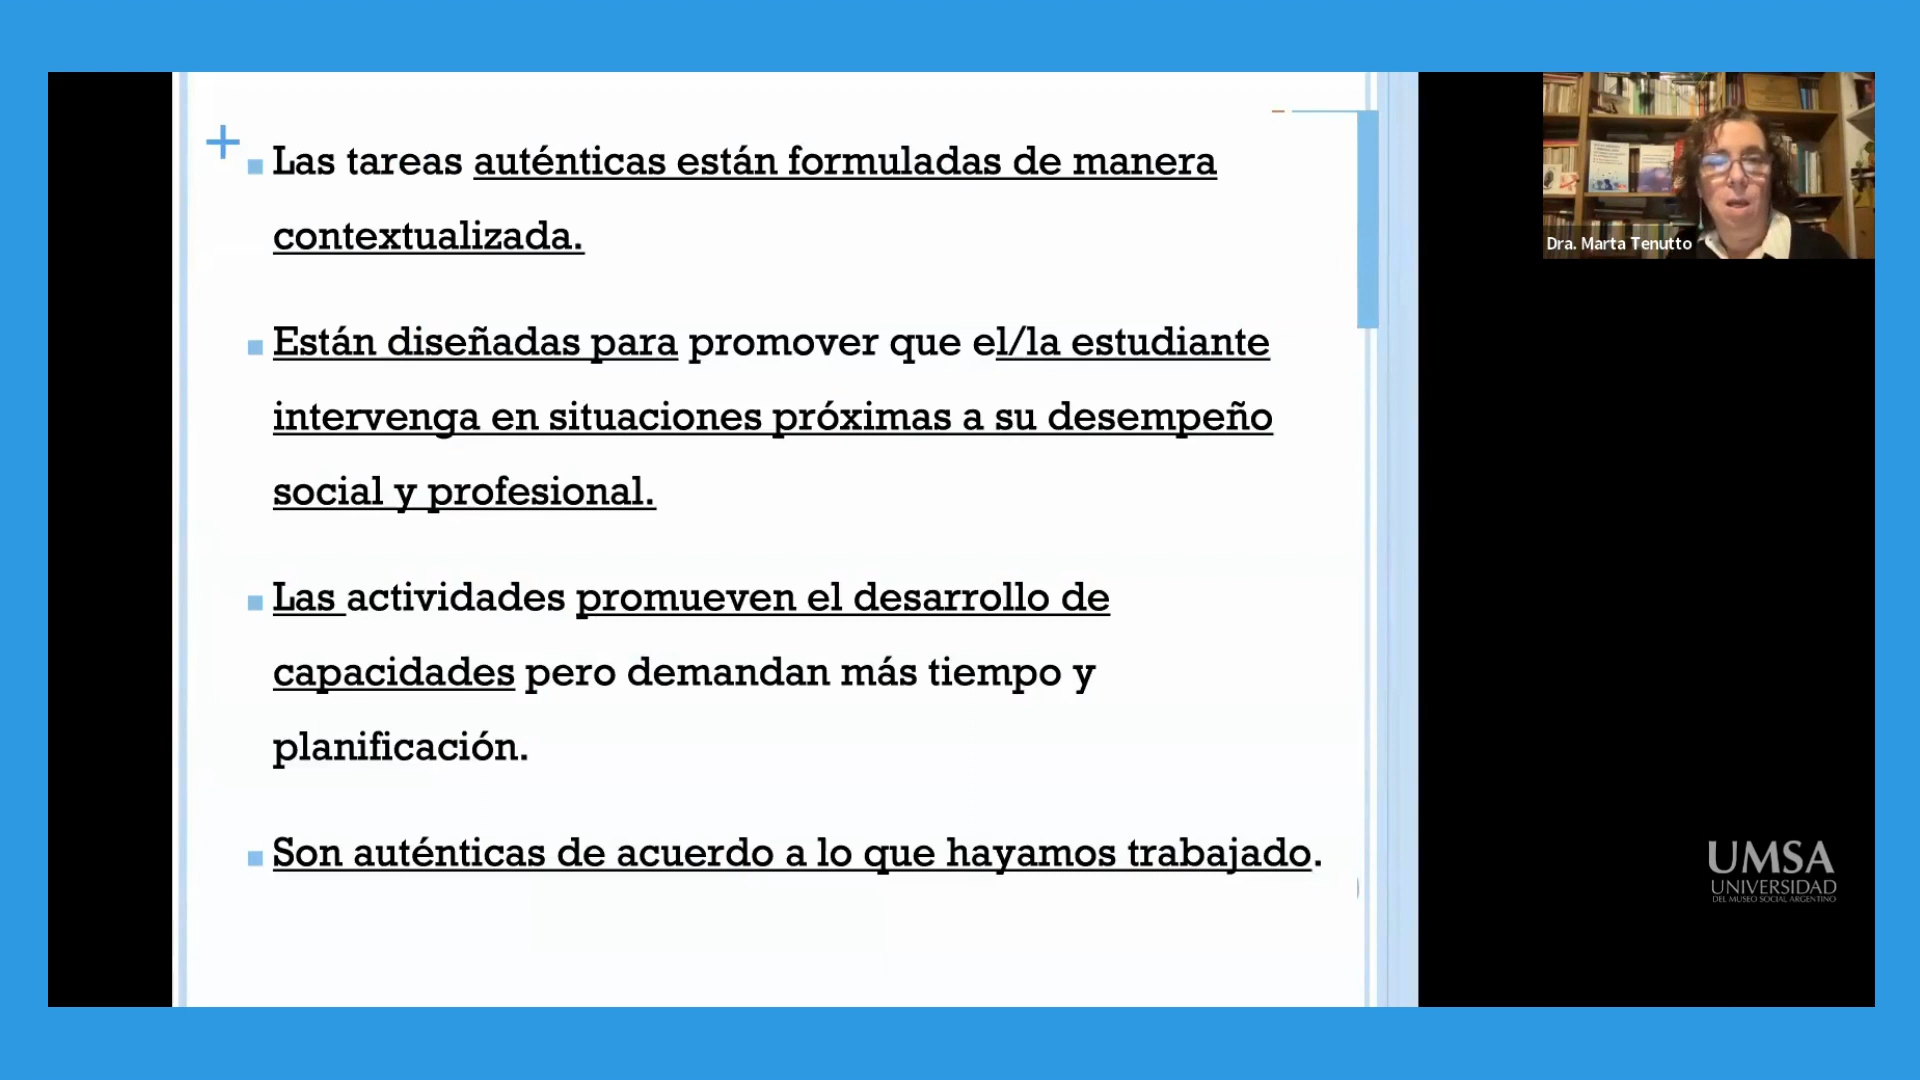 Las tareas auténticas están formuladas de manera
contextualizada.
Están diseñadas para promover que el/la estudiante
intervenga en situaciones próximas a su desempeño
social y profesional.
Las actividades promueven el desarrollo de
capacidades pero demandan más tiempo y
planificación.
Son auténticas de acuerdo a lo que hayamos trabajado.
Dra. Marta Tenutto
UMSA
UNIVERSIDAD
DEL MUSEO SOCIAL ARGENTINO